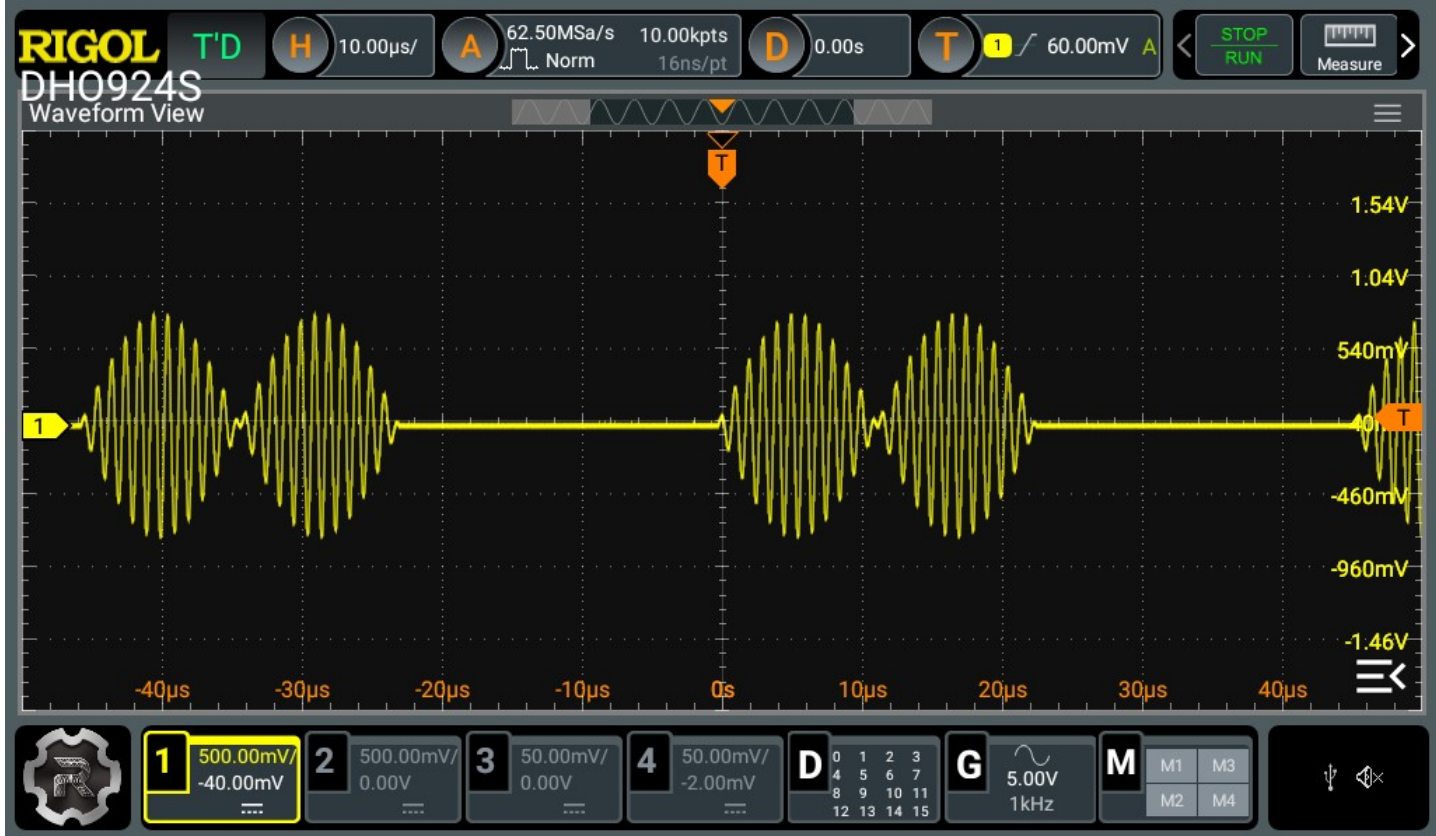 RIGOL T'D H 10.00µs/ A 62.50MSa/s 10.00kpts D 0.00s T 1 60.00mV A STOP
Norm 16ns/pt RUN Measure
DHO924S
Waveform View
T
1.54V
1.04V
540mV
1 T
-460mV
-960mV
-1.46V
-40µs -30µs -20µs -10µs 0s 10µs 20µs 30µs 40µs
1 500.00mV/ 2 500.00mV/ 3 50.00mV/ 4 50.00mV/ D 0 1 2 3 G M M1 M3
-40.00mV 0.00V 0.00V -2.00mV 4 5 6 7 5.00V
8 9 10 11 1kHz M2 M4
12 13 14 15
R